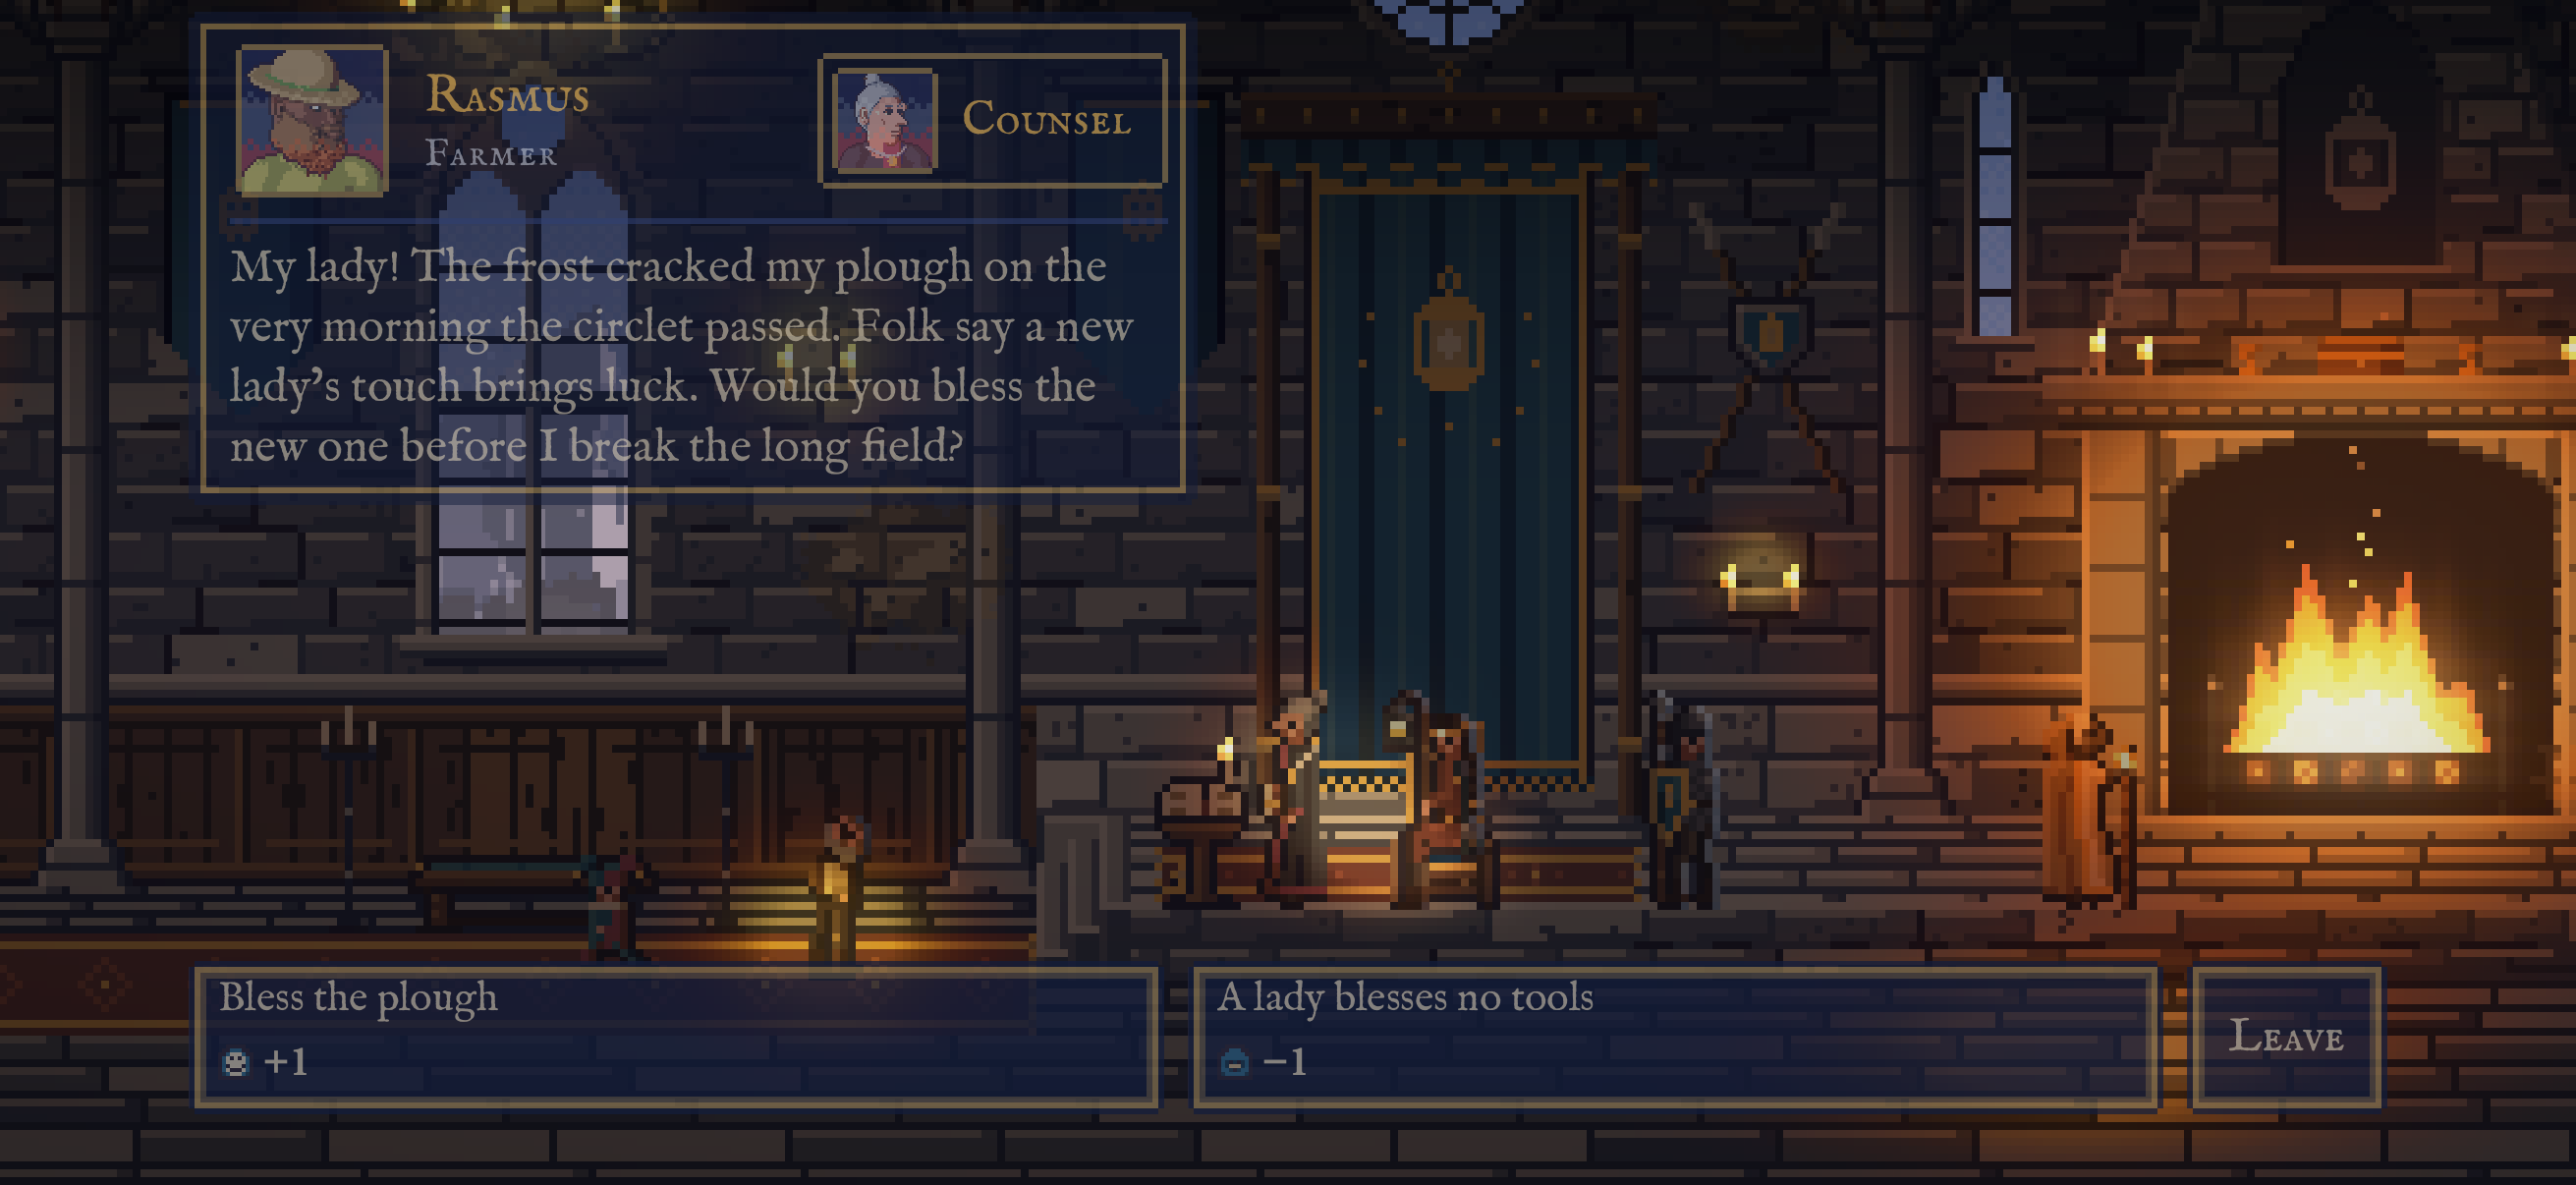 Rasmus
Farmer
Counsel
My lady! The frost cracked my plough on the
very morning the circlet passed. Folk say a new
lady’s touch brings luck. Would you bless the
new one before I break the long field?
Bless the plough
+1
A lady blesses no tools
−1
Leave